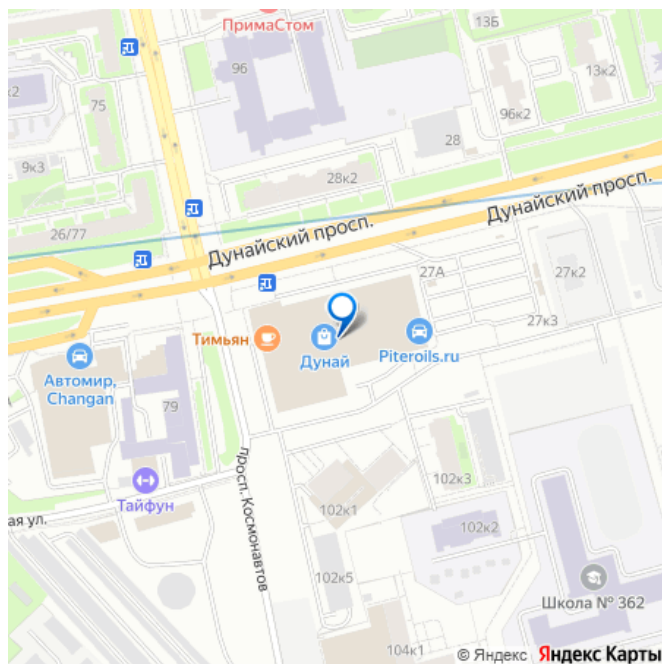 ПримаСтом
13Б
96
к2
75
13к2
96к2
28
9к3
28к2
26/77
Дунайский просп.
Дунайский просп.
27А
27к2
27к3
Тимьян
Дунай
Piteroils.ru
Автомир,
Changan
79
просп. Космонавтов
Тайфун
ая ул.
102к3
102к1
102к2
102к5
Школа № 362
104к1
© Яндекс Яндекс Карты